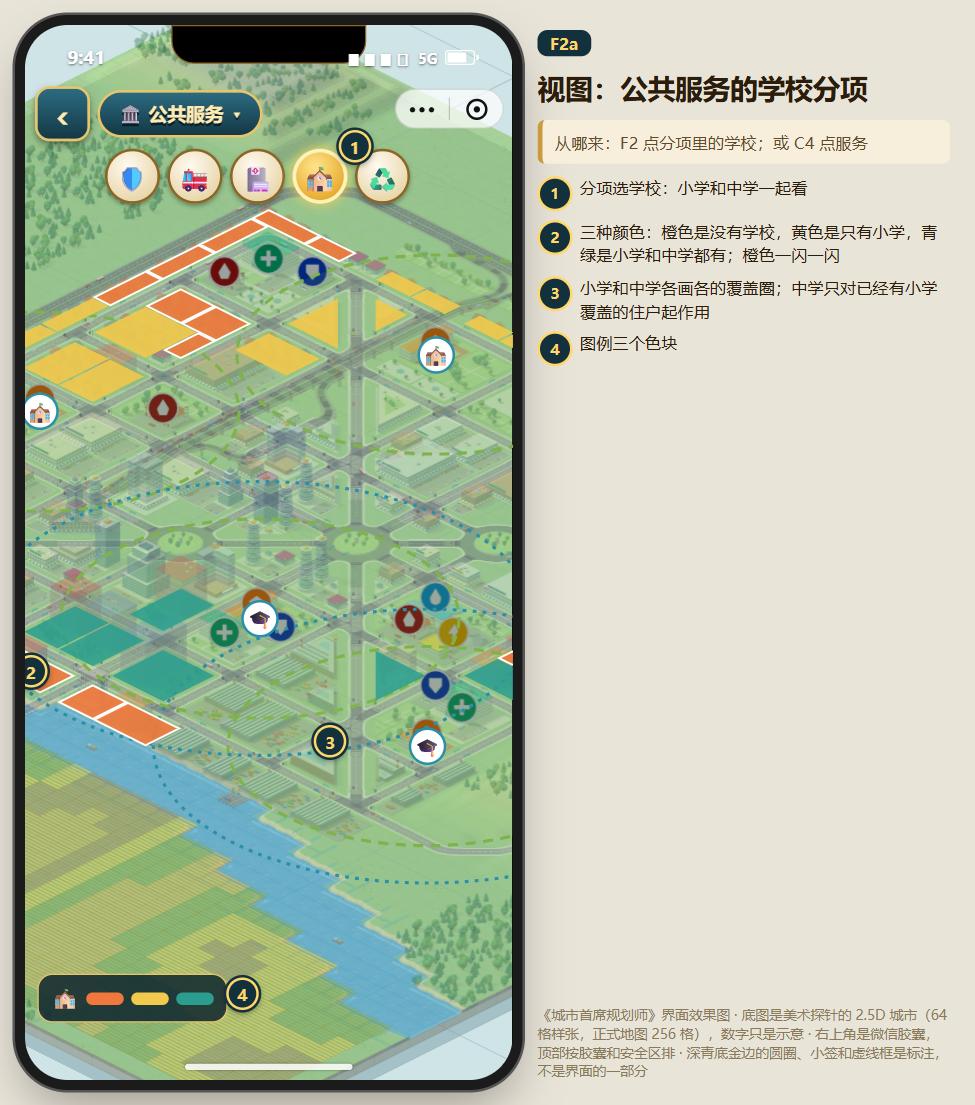 9:41
5G
公共服务
1
2
3
4
F2a
视图：公共服务的学校分项
从哪来：F2 点分项里的学校；或 C4 点服务
1 分项选学校：小学和中学一起看
2 三种颜色：橙色是没有学校，黄色是只有小学，青
绿是小学和中学都有；橙色一闪一闪
3 小学和中学各画各的覆盖圈；中学只对已经有小学
覆盖的住户起作用
4 图例三个色块
《城市首席规划师》界面效果图 · 底图是美术探针的 2.5D 城市（64
格样张，正式地图 256 格），数字只是示意 · 右上角是微信胶囊，
顶部按胶囊和安全区排 · 深青底金边的圆圈、小签和虚线框是标注，
不是界面的一部分